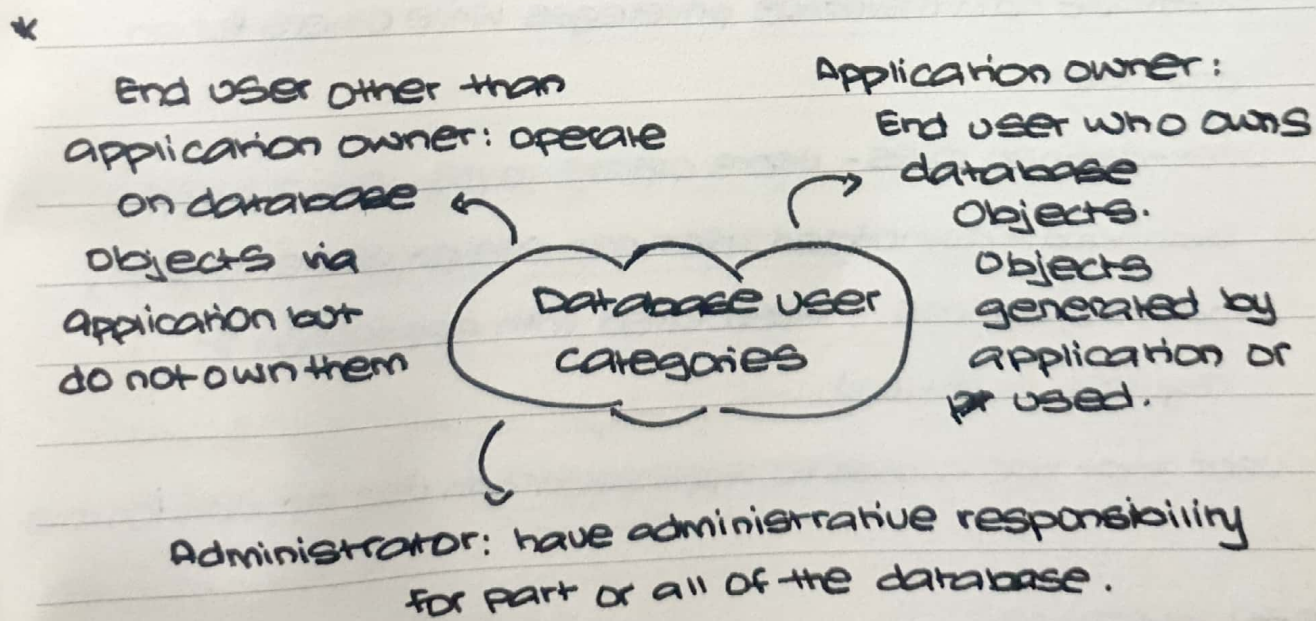 *
End user other than
application owner: operate
on database
objects via
application but
do not own them
Application owner:
End user who owns
database
Objects.
Objects
generated by
application or
used.
Database user
categories
Administrator: have administrative responsibility
for part or all of the database.